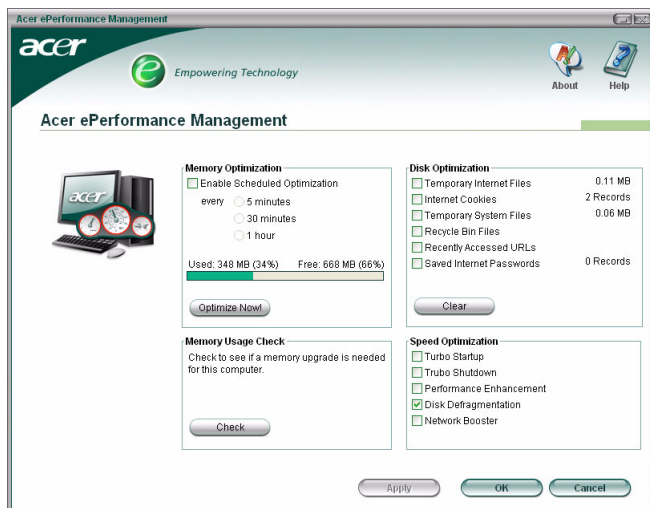 Acer ePerformance Management
acer
e Empowering Technology
About
Help
Acer ePerformance Management
acer
Memory Optimization
Enable Scheduled Optimization
every 5 minutes
30 minutes
1 hour
Used: 348 MB (34%) Free: 668 MB (66%)
Optimize Now!
Disk Optimization
Temporary Internet Files 0.11 MB
Internet Cookies 2 Records
Temporary System Files 0.06 MB
Recycle Bin Files
Recently Accessed URLs
Saved Internet Passwords 0 Records
Clear
Memory Usage Check
Check to see if a memory upgrade is needed
for this computer.
Check
Speed Optimization
Turbo Startup
Trubo Shutdown
Performance Enhancement
Disk Defragmentation
Network Booster
Apply
OK
Cancel